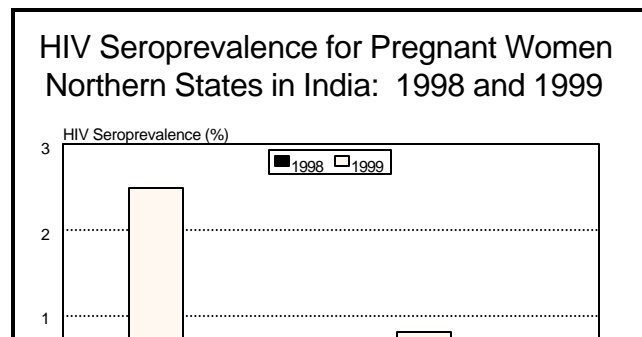 HIV Seroprevalence for Pregnant Women
Northern States in India: 1998 and 1999
HIV Seroprevalence (%)
3
1998 1999
2
1